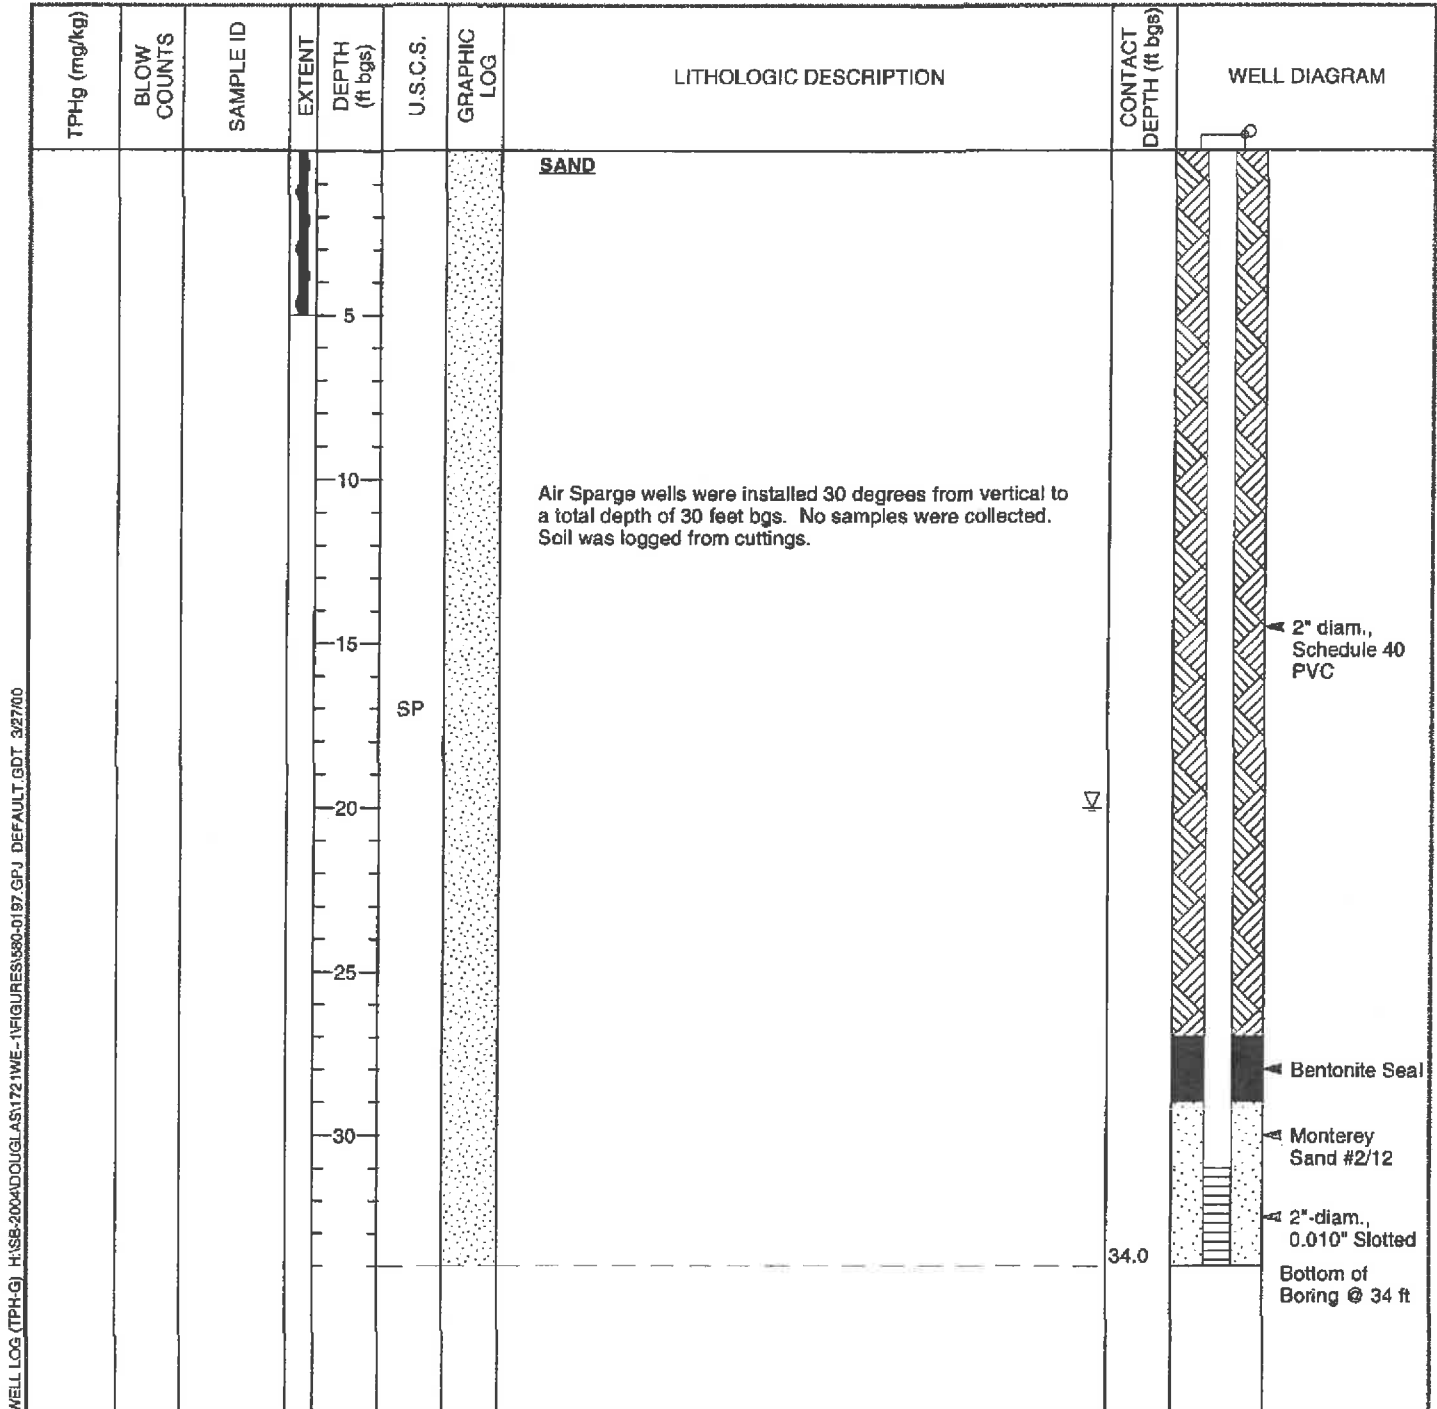 TPHg (mg/kg)
BLOW
COUNTS
SAMPLE ID
EXTENT
DEPTH
(ft bgs)
U.S.C.S.
GRAPHIC
LOG
LITHOLOGIC DESCRIPTION
CONTACT
DEPTH (ft bgs)
WELL DIAGRAM
SAND
5
10
Air Sparge wells were installed 30 degrees from vertical to
a total depth of 30 feet bgs. No samples were collected.
Soil was logged from cuttings.
2" diam.,
Schedule 40
PVC
15
SP
20
25
Bentonite Seal
30
Monterey
Sand #2/12
2"-diam.,
0.010" Slotted
34.0
Bottom of
Boring @ 34 ft
WELL LOG (TPH-G) H:\SB-2004\DOUGLAS\1721WE~1\FIGURES\580-0197.GPJ DEFAULT.GDT 3/27/00